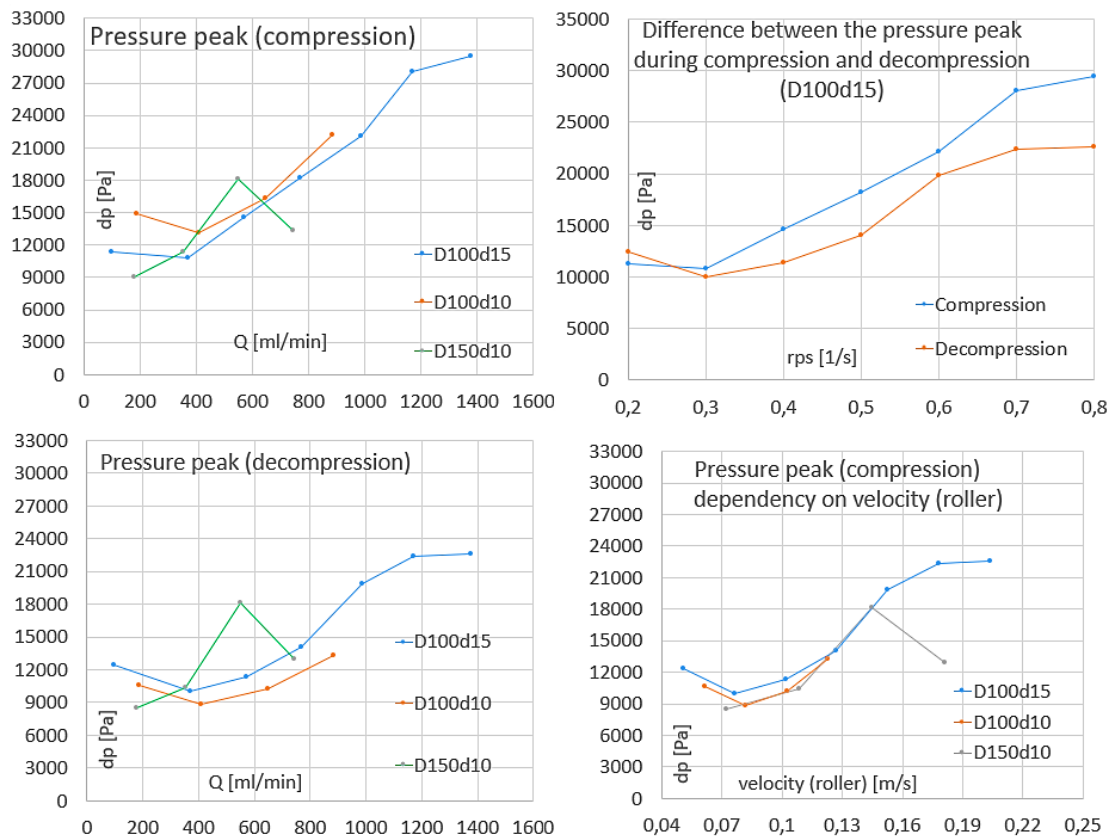 Pressure peak (compression)
33000
30000
27000
24000
21000
18000
15000
12000
9000
6000
3000
0
dp [Pa]
D100d15
D100d10
D150d10
Q [ml/min]
0 200 400 600 800 1000 1200 1400 1600
Difference between the pressure peak
during compression and decompression
(D100d15)
35000
30000
25000
20000
15000
10000
5000
0
dp [Pa]
Compression
Decompression
rps [1/s]
0,2 0,3 0,4 0,5 0,6 0,7 0,8
Pressure peak (decompression)
33000
30000
27000
24000
21000
18000
15000
12000
9000
6000
3000
0
dp [Pa]
D100d15
D100d10
D150d10
Q [ml/min]
0 200 400 600 800 1000 1200 1400 1600
Pressure peak (compression)
dependency on velocity (roller)
33000
30000
27000
24000
21000
18000
15000
12000
9000
6000
3000
0
dp [Pa]
D100d15
D100d10
D150d10
velocity (roller) [m/s]
0,04 0,07 0,1 0,13 0,16 0,19 0,22 0,25